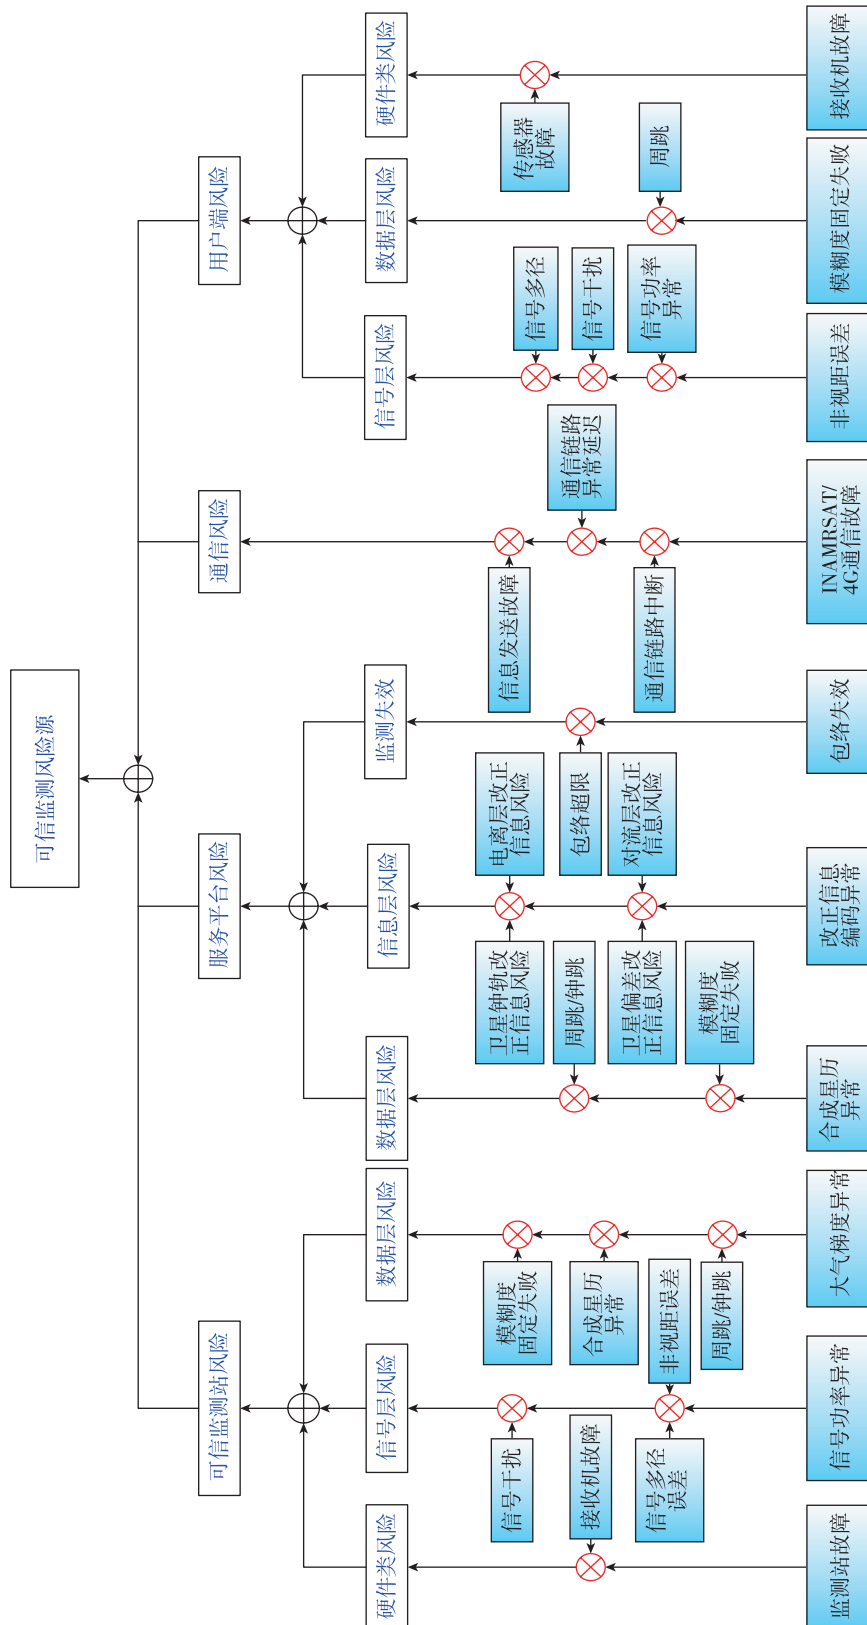 可信监测风险源
可信监测站风险
服务平台风险
通信风险
用户端风险
硬件类风险
信号层风险
数据层风险
数据层风险
信息层风险
监测失效
信号层风险
数据层风险
硬件类风险
信号干扰
接收机故障
信号多径
误差
非视距误差
模糊度
固定失败
合成星历
异常
周跳/钟跳
周跳/钟跳
模糊度
固定失败
卫星钟轨改
正信息风险
电离层改正
信息风险
卫星偏差改
正信息风险
对流层改正
信息风险
包络超限
信息发送故障
通信链路
异常延迟
通信链路中断
信号多径
信号干扰
信号功率
异常
周跳
传感器
故障
监测站故障
信号功率异常
大气梯度异常
合成星历
异常
改正信息
编码异常
包络失效
INAMRSAT/
4G通信故障
非视距误差
模糊度固定失败
接收机故障